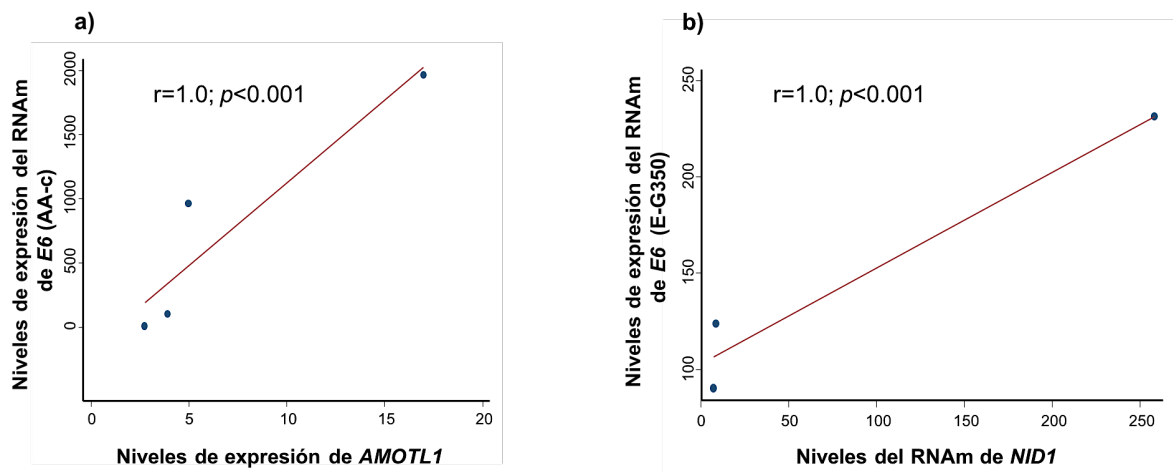 a)
Niveles de expresión del RNAm
de E6 (AA-c)
2000
1500
1000
500
0
r=1.0; p<0.001
0 5 10 15 20
Niveles de expresión de AMOTL1
b)
Niveles de expresión del RNAm
de E6 (E-G350)
250
200
150
100
r=1.0; p<0.001
0 50 100 150 200 250
Niveles del RNAm de NID1